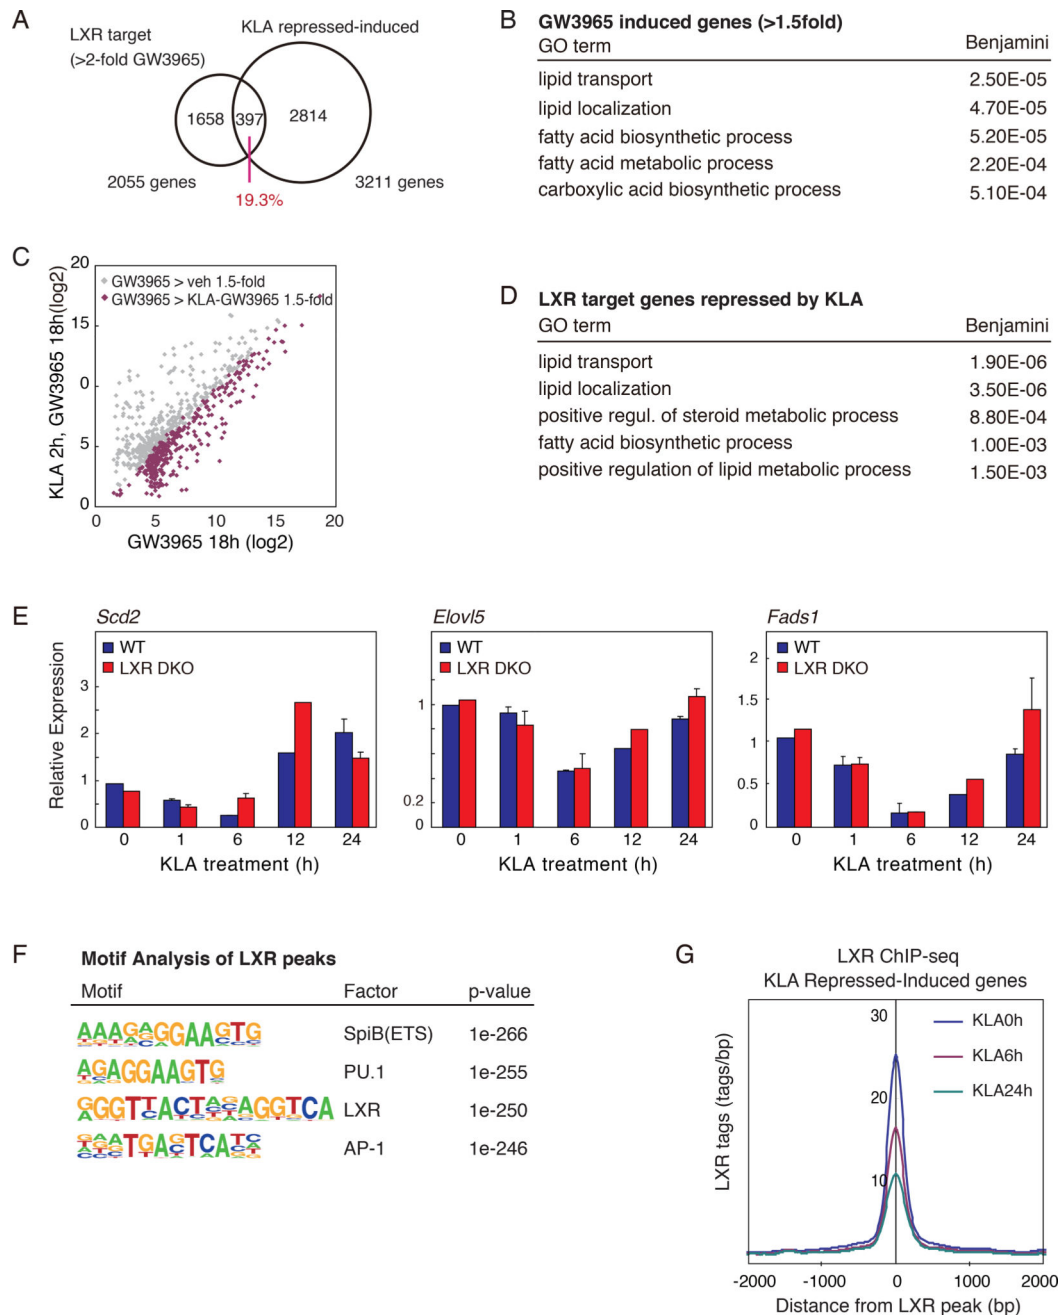 A
LXR target
(>2-fold GW3965)
KLA repressed-induced
1658
397
2814
2055 genes
3211 genes
19.3%
B
GW3965 induced genes (>1.5fold)
GO term Benjamini
lipid transport 2.50E-05
lipid localization 4.70E-05
fatty acid biosynthetic process 5.20E-05
fatty acid metabolic process 2.20E-04
carboxylic acid biosynthetic process 5.10E-04
C
GW3965 > veh 1.5-fold
GW3965 > KLA-GW3965 1.5-fold
KLA 2h, GW3965 18h(log2)
20
15
0
5
0
0 5 10 15 20
GW3965 18h (log2)
D
LXR target genes repressed by KLA
GO term Benjamini
lipid transport 1.90E-06
lipid localization 3.50E-06
positive regul. of steroid metabolic process 8.80E-04
fatty acid biosynthetic process 1.00E-03
positive regulation of lipid metabolic process 1.50E-03
E
Relative Expression
Scd2
WT
LXR DKO
3
2
1
0
0 1 6 12 24
KLA treatment (h)
Elovl5
WT
LXR DKO
1
0.2
0
0 1 6 12 24
KLA treatment (h)
Fads1
WT
LXR DKO
2
1.5
1
0.5
0
0 1 6 12 24
KLA treatment (h)
F
Motif Analysis of LXR peaks
Motif Factor p-value
AAAGAGGAAGTG SpiB(ETS) 1e-266
AGAGGAAGTG PU.1 1e-255
GGGTTACTAGAGGTCA LXR 1e-250
GAATGAGTCATC AP-1 1e-246
G
LXR ChIP-seq
KLA Repressed-Induced genes
LXR tags (tags/bp)
30
20
10
KLA0h
KLA6h
KLA24h
-2000 -1000 0 1000 2000
Distance from LXR peak (bp)